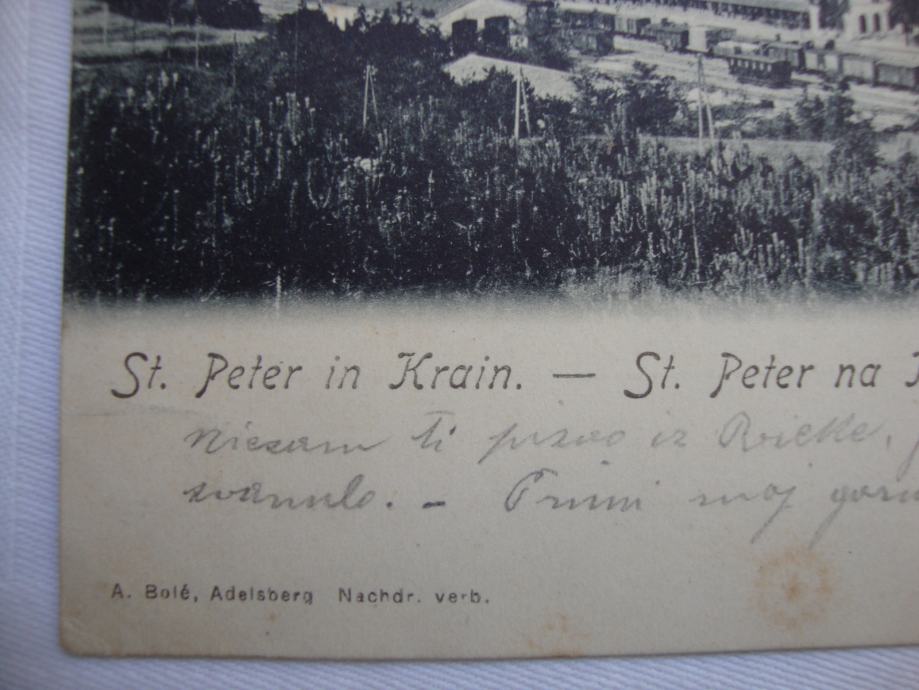 St. Peter in Krain. — St. Peter na
Niesam ti pisao iz Rieke,
svanulo. - Primi moj
A. Bolé, Adelsberg Nachdr. verb.